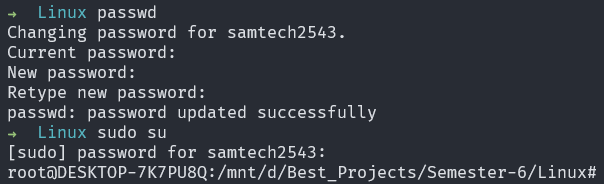 → Linux passwd
Changing password for samtech2543.
Current password:
New password:
Retype new password:
passwd: password updated successfully
→ Linux sudo su
[sudo] password for samtech2543:
root@DESKTOP-7K7PU8Q:/mnt/d/Best_Projects/Semester-6/Linux#